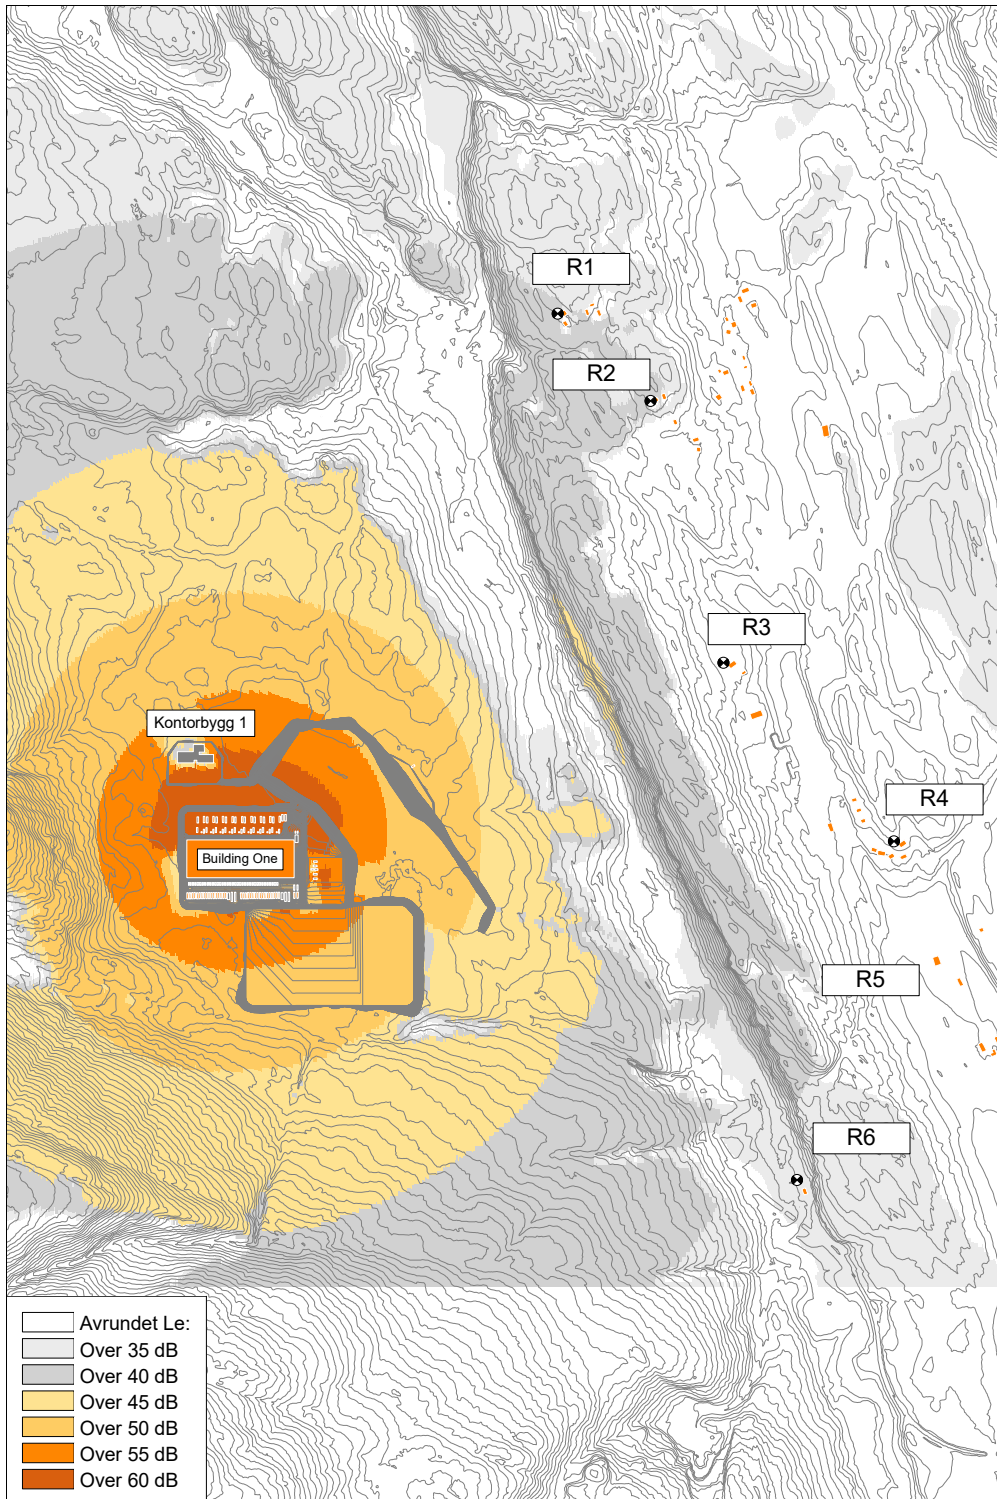 R1
R2
R3
Kontorbygg 1
R4
Building One
R5
R6
Avrundet Le:
Over 35 dB
Over 40 dB
Over 45 dB
Over 50 dB
Over 55 dB
Over 60 dB